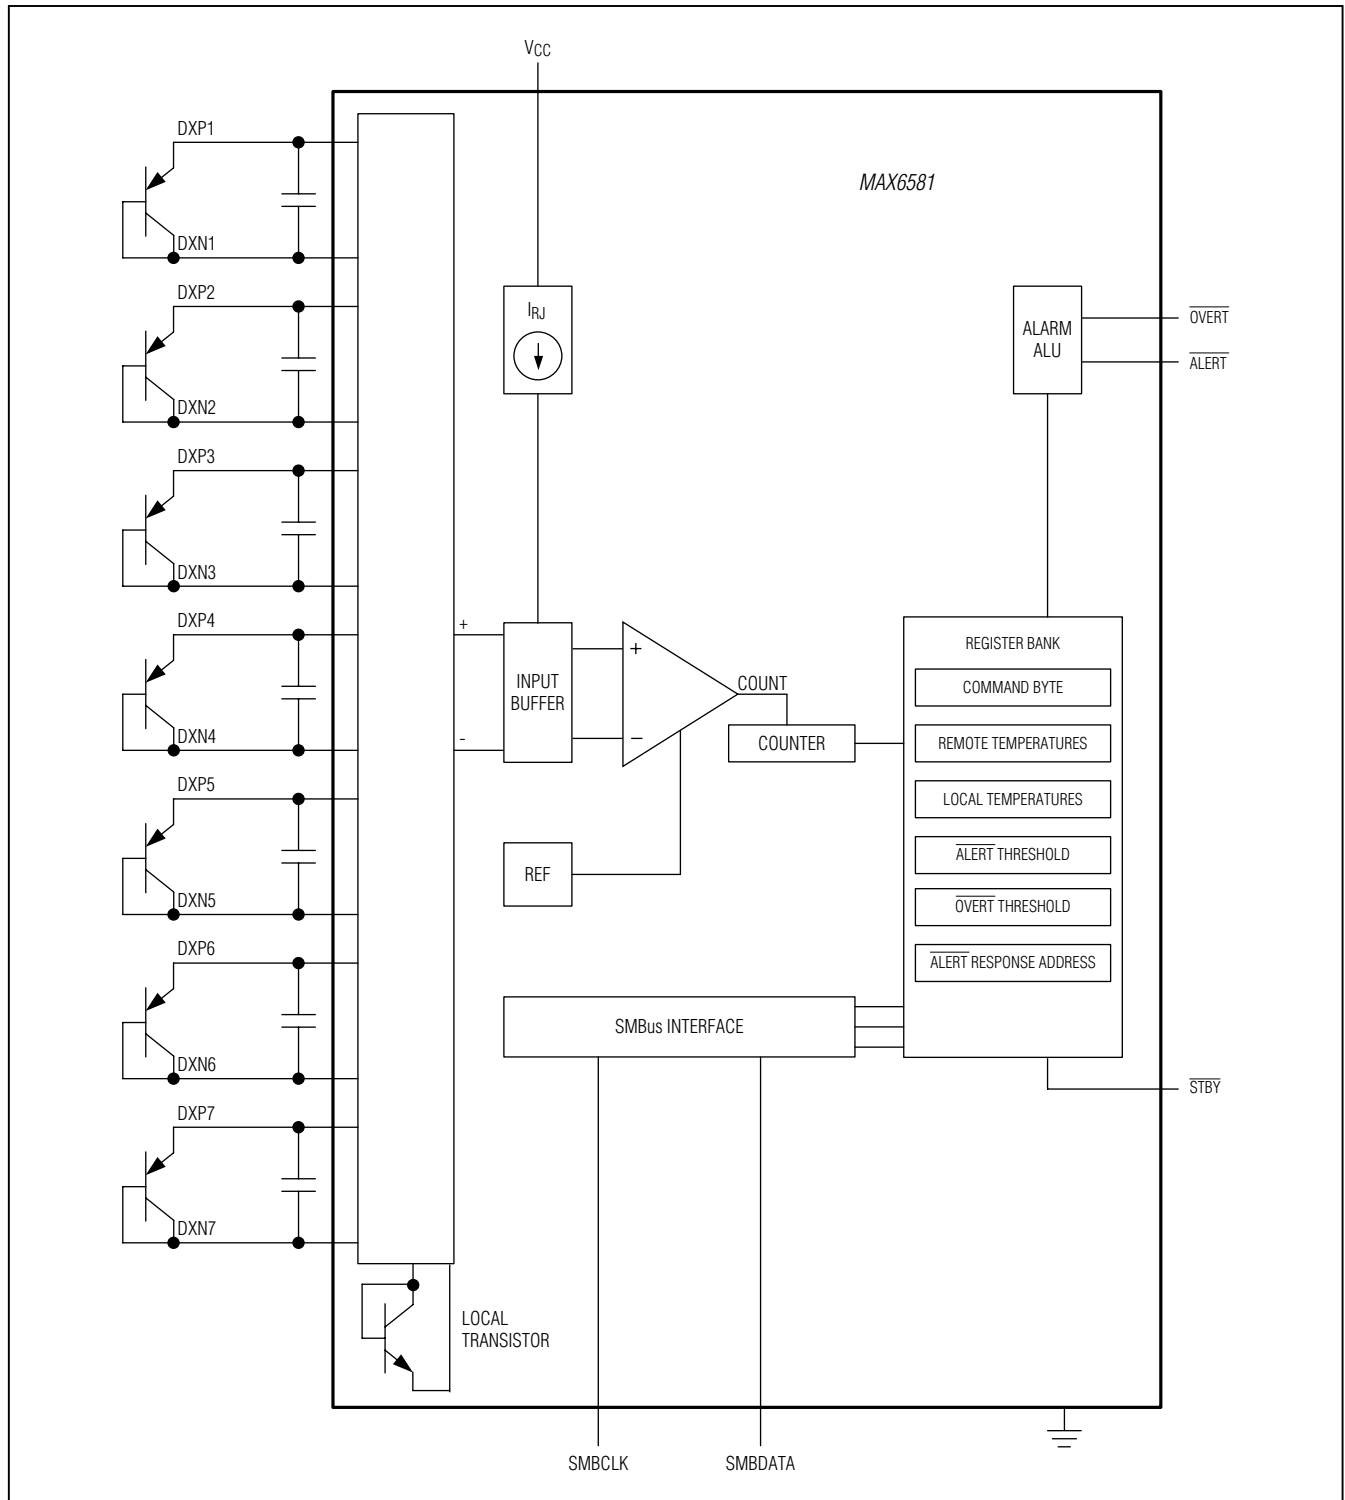 VCC
DXP1
MAX6581
DXN1
DXP2
IRJ
OVERT
ALARM
ALU
ALERT
DXN2
DXP3
DXN3
DXP4
+
REGISTER BANK
+
INPUT
BUFFER
COUNT
COMMAND BYTE
DXN4
-
−
COUNTER
REMOTE TEMPERATURES
DXP5
LOCAL TEMPERATURES
ALERT THRESHOLD
REF
DXN5
OVERT THRESHOLD
DXP6
ALERT RESPONSE ADDRESS
SMBus INTERFACE
DXN6
STBY
DXP7
DXN7
LOCAL
TRANSISTOR
SMBCLK
SMBDATA